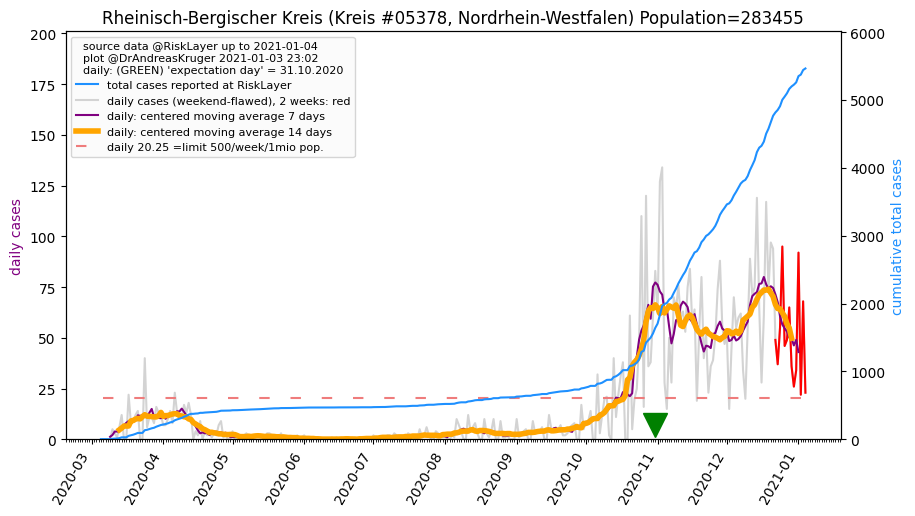 Rheinisch-Bergischer Kreis (Kreis #05378, Nordrhein-Westfalen) Population=283455
source data @RiskLayer up to 2021-01-04
plot @DrAndreasKruger 2021-01-03 23:02
daily: (GREEN) 'expectation day' = 31.10.2020
total cases reported at RiskLayer
daily cases (weekend-flawed), 2 weeks: red
daily: centered moving average 7 days
daily: centered moving average 14 days
daily 20.25 =limit 500/week/1mio pop.
daily cases
200
175
150
125
100
75
50
25
0
cumulative total cases
6000
5000
4000
3000
2000
1000
0
2020-03
2020-04
2020-05
2020-06
2020-07
2020-08
2020-09
2020-10
2020-11
2020-12
2021-01